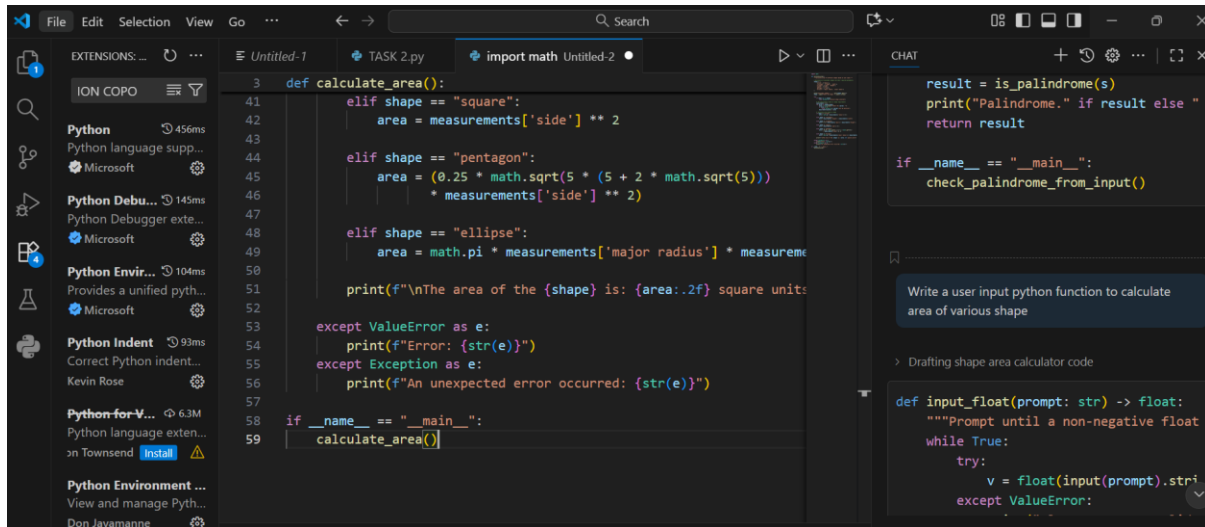 File Edit Selection View Go ··· Search
EXTENSIONS: ...
ION COPO
Python 456ms
Python language supp...
Microsoft
Python Debu... 145ms
Python Debugger exte...
Microsoft
Python Envir... 104ms
Provides a unified pyth...
Microsoft
Python Indent 93ms
Correct Python indent...
Kevin Rose
Python for V... 6.3M
Python language exten...
on Townsend Install
Python Environment ...
View and manage Pyth...
Don Jayamanne
1
4
Untitled-1 TASK 2.py import math Untitled-2
3 def calculate_area():
41 elif shape == "square":
42 area = measurements['side'] ** 2
43
44 elif shape == "pentagon":
45 area = (0.25 * math.sqrt(5 * (5 + 2 * math.sqrt(5)))
46 * measurements['side'] ** 2)
47
48 elif shape == "ellipse":
49 area = math.pi * measurements['major radius'] * measureme
50
51 print(f"\nThe area of the {shape} is: {area:.2f} square units
52
53 except ValueError as e:
54 print(f"Error: {str(e)}")
55 except Exception as e:
56 print(f"An unexpected error occurred: {str(e)}")
57
58 if __name__ == "__main__":
59 calculate_area()
CHAT
result = is_palindrome(s)
print("Palindrome." if result else "
return result
if __name__ == "__main__":
check_palindrome_from_input()
Write a user input python function to calculate
area of various shape
> Drafting shape area calculator code
def input_float(prompt: str) -> float:
"""Prompt until a non-negative float
while True:
try:
v = float(input(prompt).stri
except ValueError: